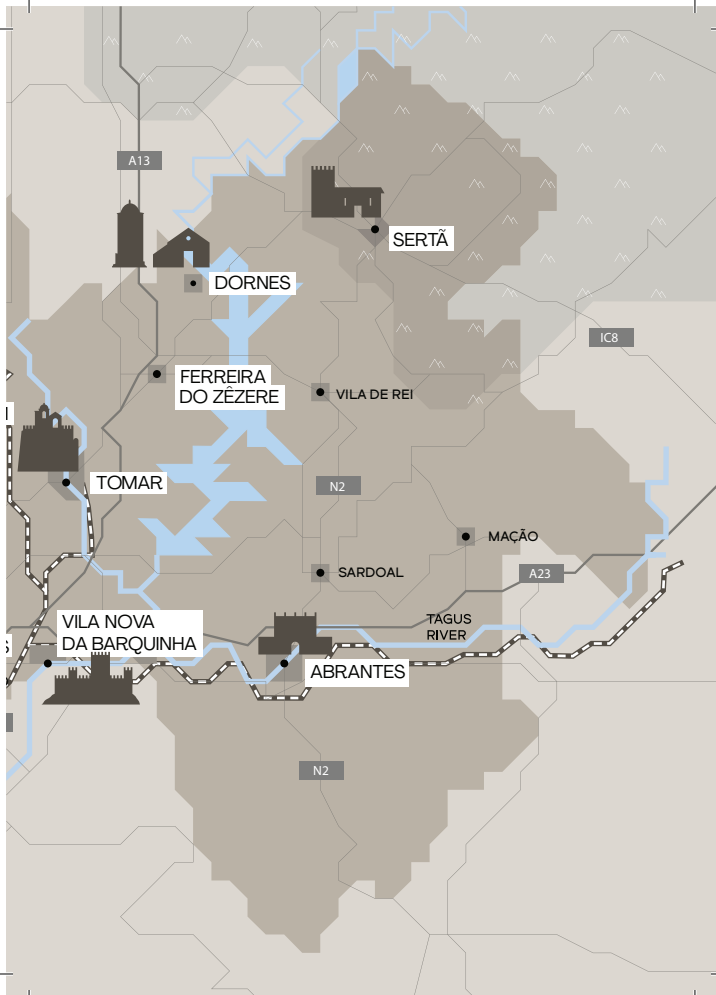 A13
SERTÃ
DORNES
IC8
FERREIRA
DO ZÊZERE
VILA DE REI
TOMAR
N2
MAÇÃO
SARDOAL
A23
VILA NOVA
DA BARQUINHA
TAGUS
RIVER
ABRANTES
N2